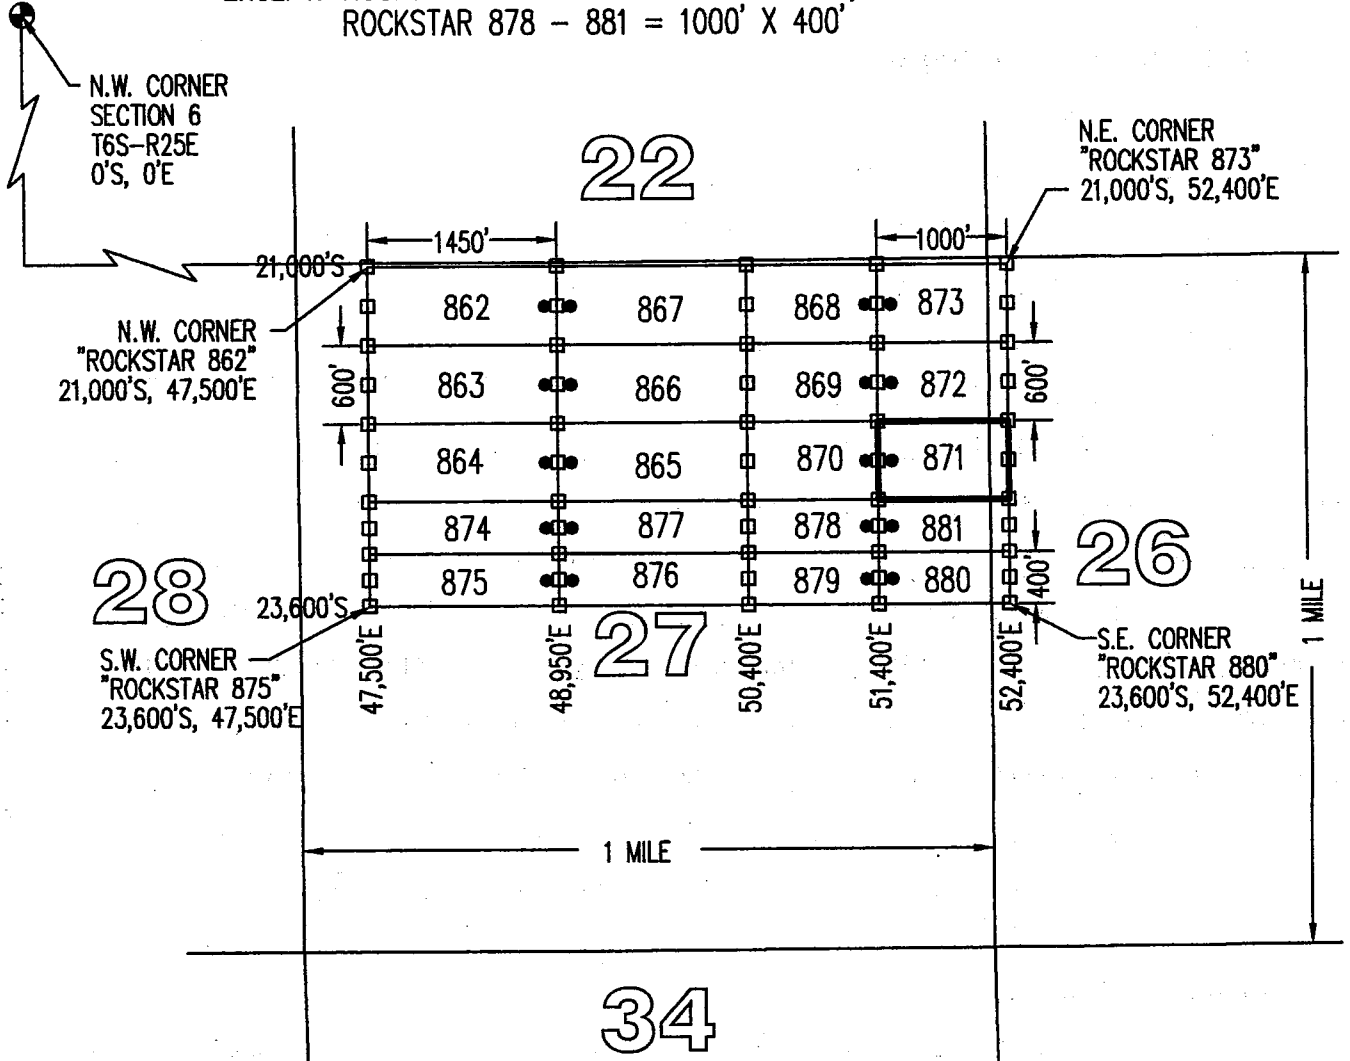 ROCKSTAR 878 - 881 = 1000' X 400'
N.W. CORNER
SECTION 6
T6S-R25E
0'S, 0'E
22
N.E. CORNER
"ROCKSTAR 873"
21,000'S, 52,400'E
1450'
1000'
21,000'S
862
867
868
873
N.W. CORNER
"ROCKSTAR 862"
21,000'S, 47,500'E
600'
863
866
869
872
600'
864
865
870
871
874
877
878
881
28
26
875
876
879
880
400'
23,600'S
27
1 MILE
S.W. CORNER
"ROCKSTAR 875"
23,600'S, 47,500'E
47,500'E
48,950'E
50,400'E
51,400'E
52,400'E
S.E. CORNER
"ROCKSTAR 880"
23,600'S, 52,400'E
1 MILE
34